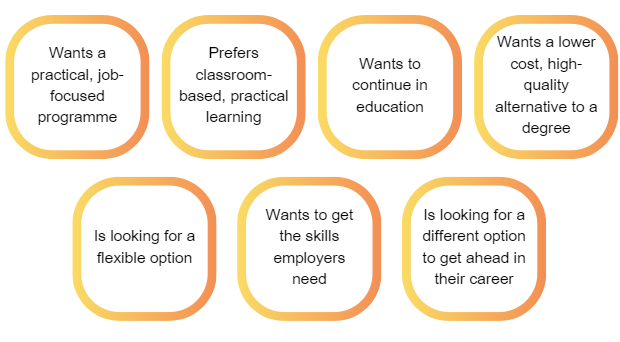 Wants a
practical, job-
focused
programme
Prefers
classroom-
based, practical
learning
Wants to
continue in
education
Wants a lower
cost, high-
quality
alternative to a
degree
Is looking for a
flexible option
Wants to get
the skills
employers
need
Is looking for a
different option
to get ahead in
their career